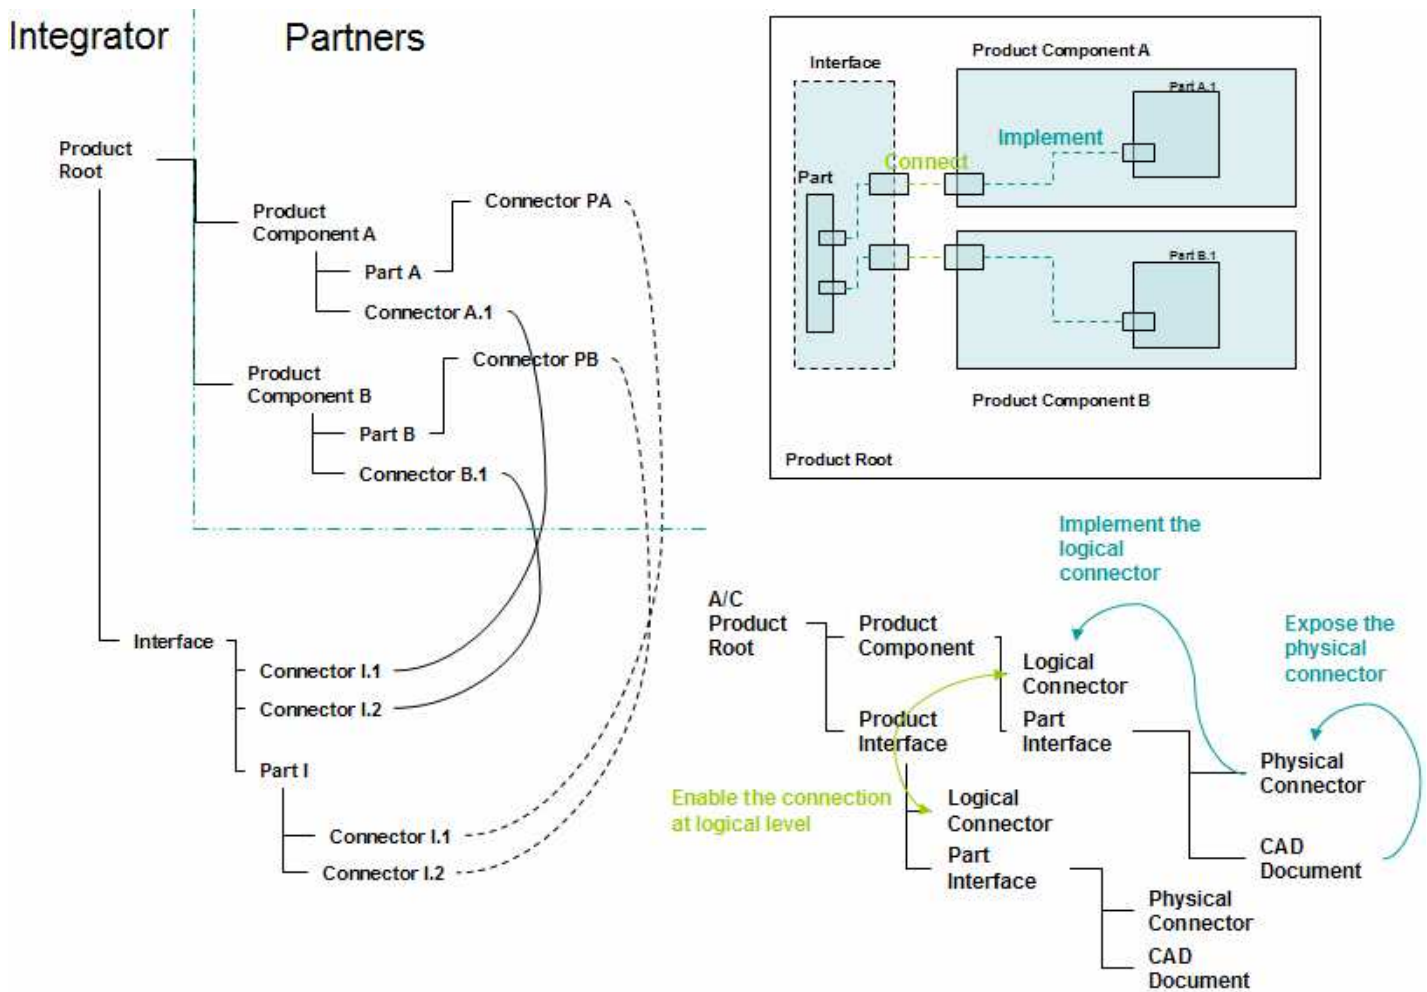 Integrator
Partners
Product
Root
Product
Component A
Connector PA
Part A
Connector A.1
Product
Component B
Connector PB
Part B
Connector B.1
Interface
Connector I.1
Connector I.2
Part I
Connector I.1
Connector I.2
Product Component A
Interface
Part A.1
Implement
Connect
Part
Part B.1
Product Component B
Product Root
Implement the
logical
connector
A/C
Product
Root
Product
Component
Expose the
physical
connector
Logical
Connector
Product
Interface
Part
Interface
Physical
Connector
Enable the connection
at logical level
Logical
Connector
CAD
Document
Part
Interface
Physical
Connector
CAD
Document